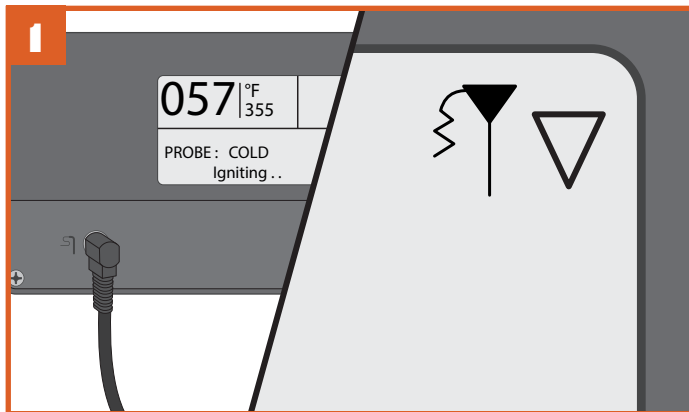 1
057 °F
355
PROBE : COLD
Igniting . .